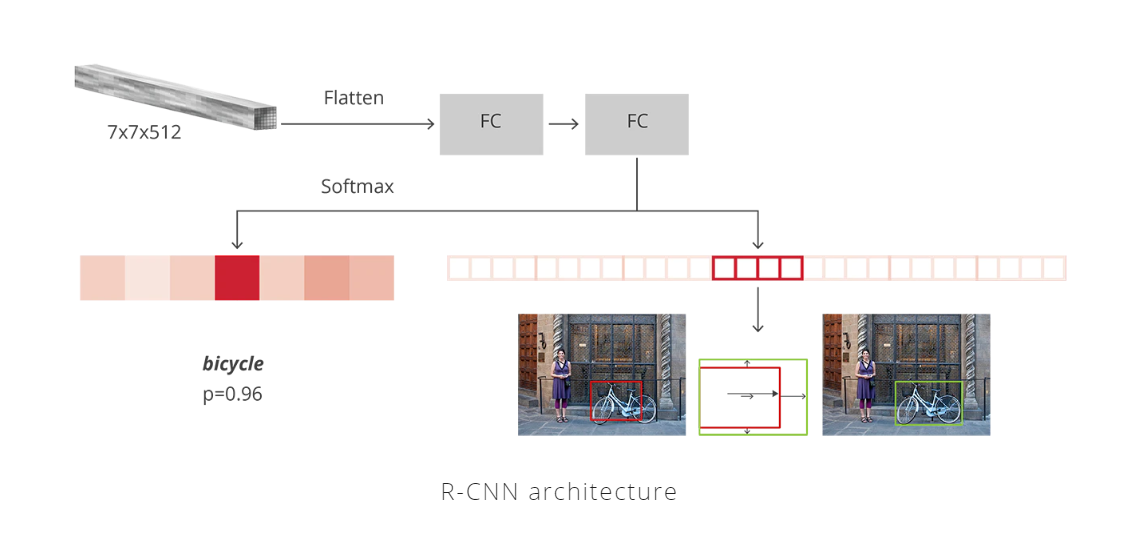 Flatten
7x7x512
FC
FC
Softmax
bicycle
p=0.96
R-CNN architecture